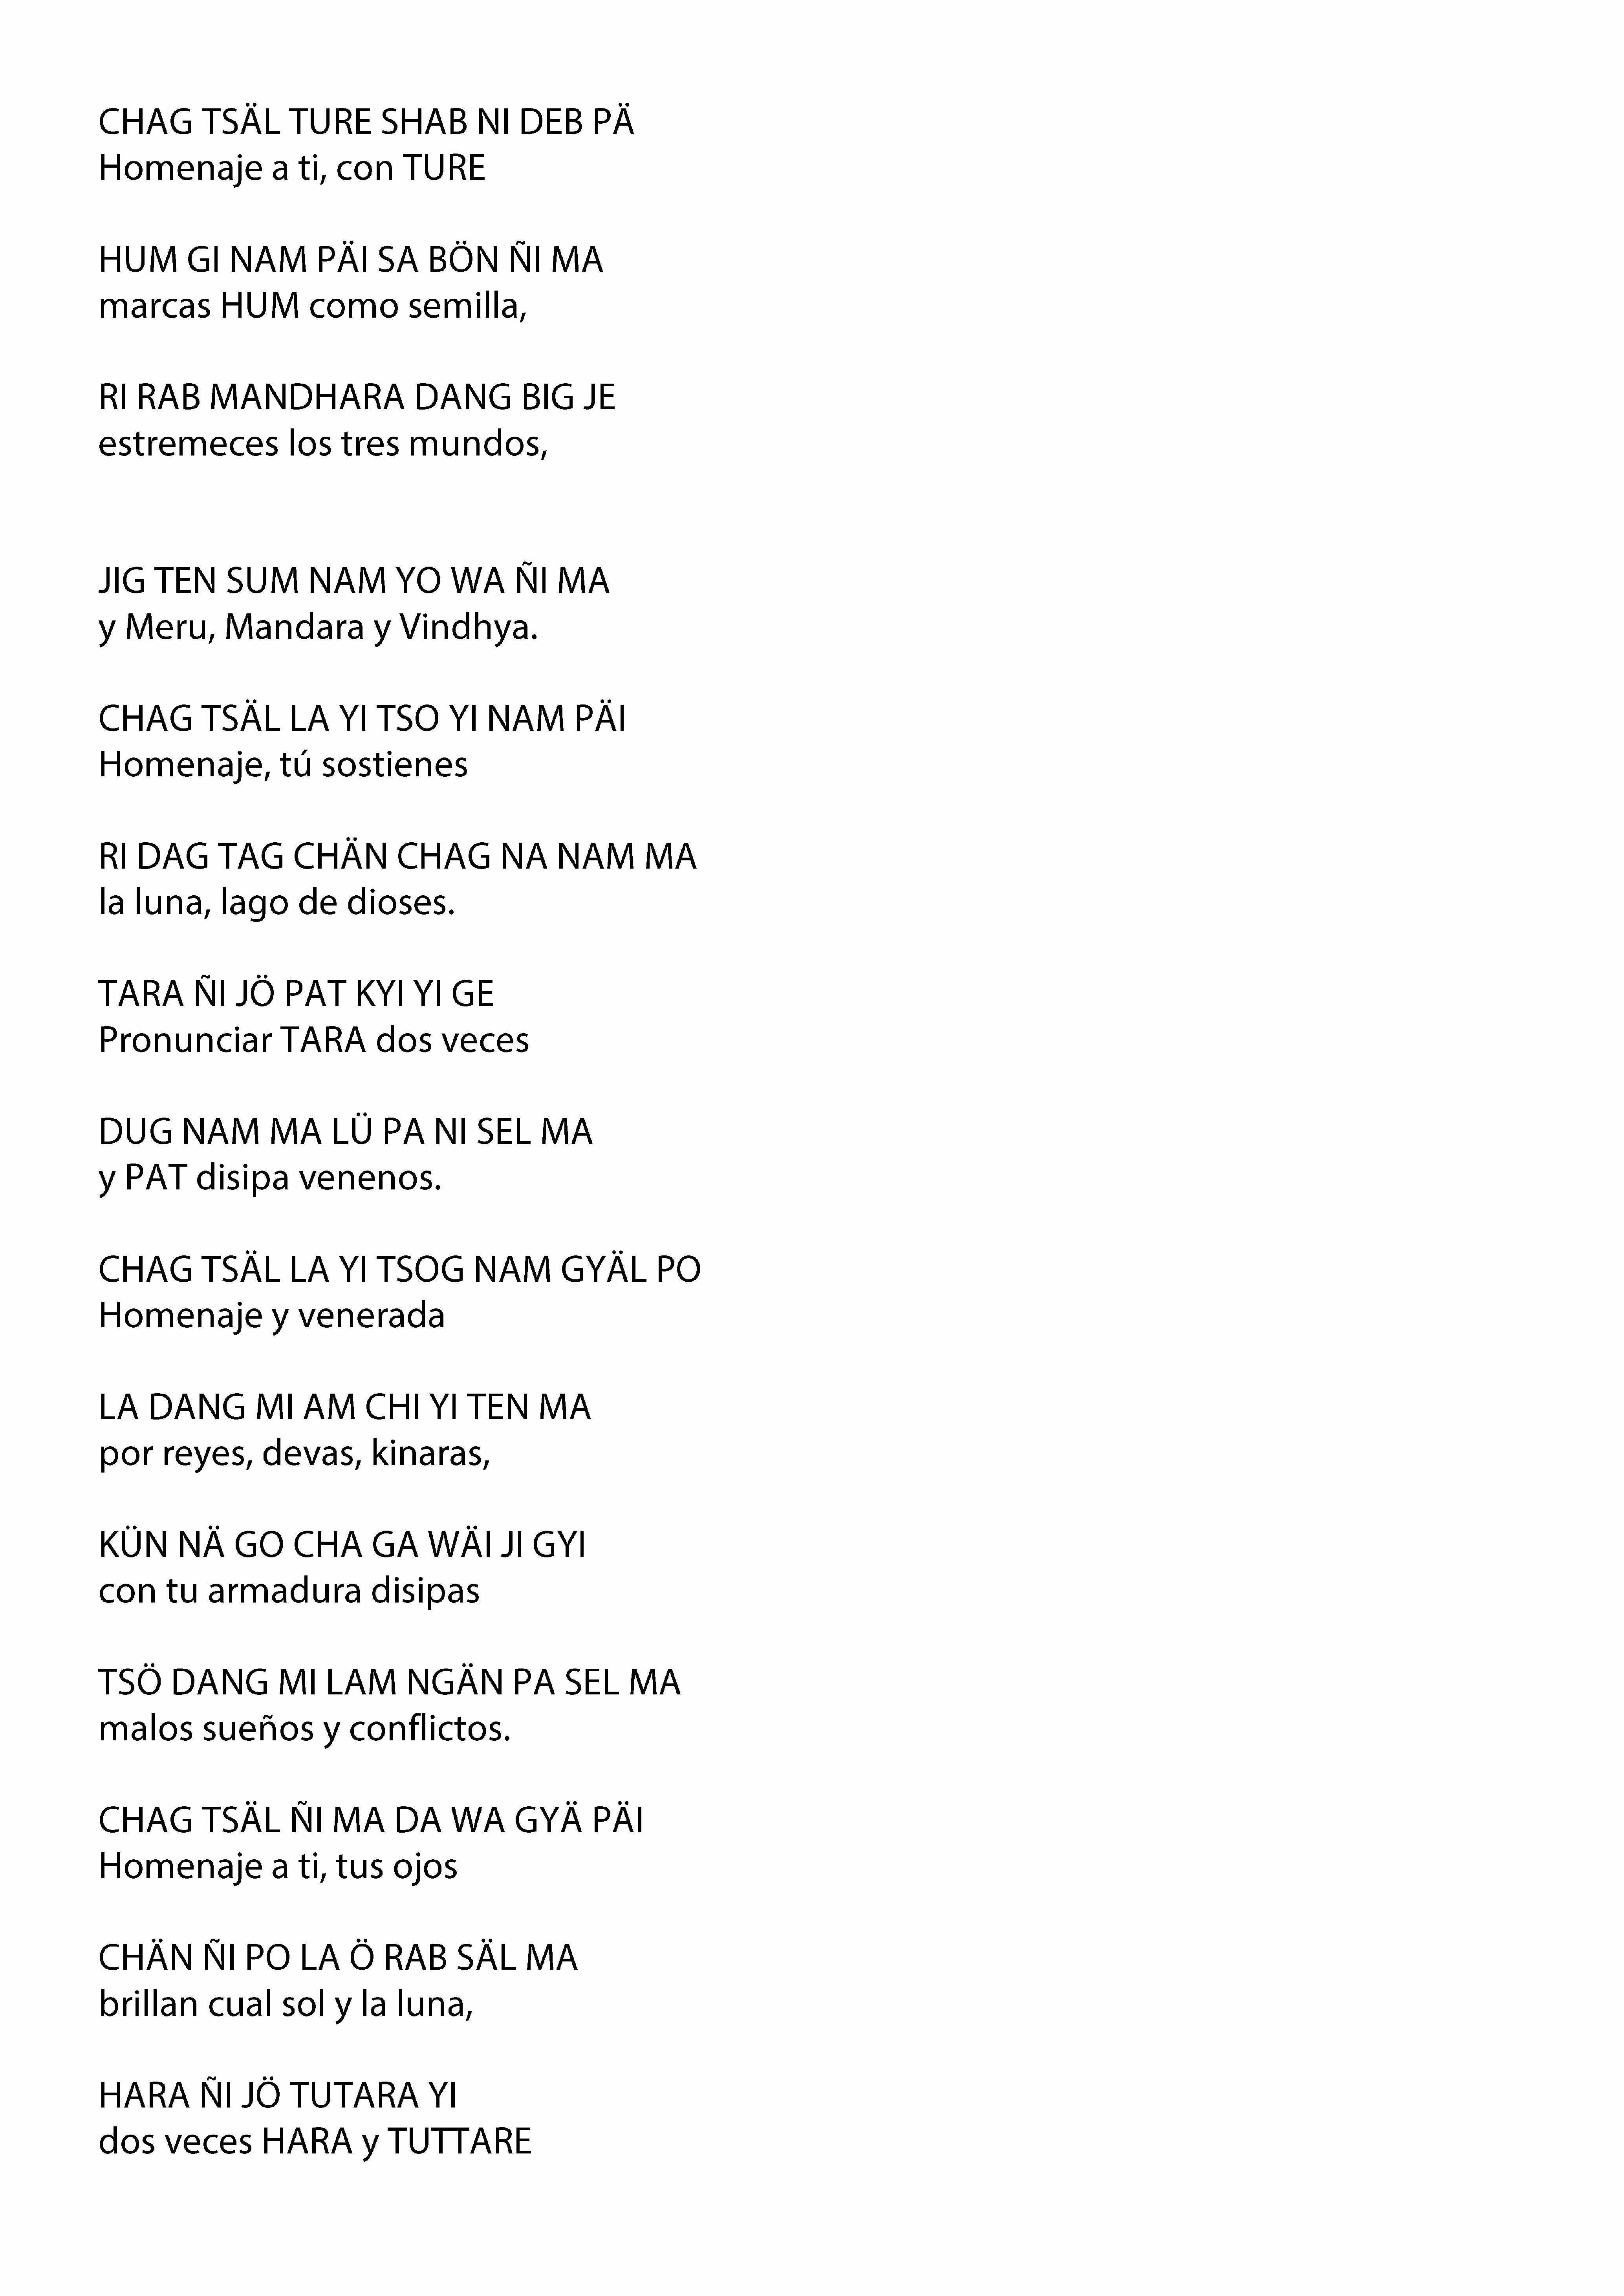 CHAG TSÄL TURE SHAB NI DEB PÄ
Homenaje a ti, con TURE
HUM GI NAM PÄI SA BÖN ÑI MA
marcas HUM como semilla,
RI RAB MANDHARA DANG BIG JE
estremeces los tres mundos,
JIG TEN SUM NAM YO WA ÑI MA
y Meru, Mandara y Vindhya.
CHAG TSÄL LA YI TSO YI NAM PÄI
Homenaje, tú sostienes
RI DAG TAG CHÄN CHAG NA NAM MA
la luna, lago de dioses.
TARA ÑI JÖ PAT KYI YI GE
Pronunciar TARA dos veces
DUG NAM MA LÜ PA NI SEL MA
y PAT disipa venenos.
CHAG TSÄL LA YI TSOG NAM GYÄL PO
Homenaje y venerada
LA DANG MI AM CHI YI TEN MA
por reyes, devas, kinaras,
KÜN NÄ GO CHA GA WÄI JI GYI
con tu armadura disipas
TSÖ DANG MI LAM NGÄN PA SEL MA
malos sueños y conflictos.
CHAG TSÄL ÑI MA DA WA GYÄ PÄI
Homenaje a ti, tus ojos
CHÄN ÑI PO LA Ö RAB SÄL MA
brillan cual sol y la luna,
HARA ÑI JÖ TUTARA YI
dos veces HARA y TUTTARE